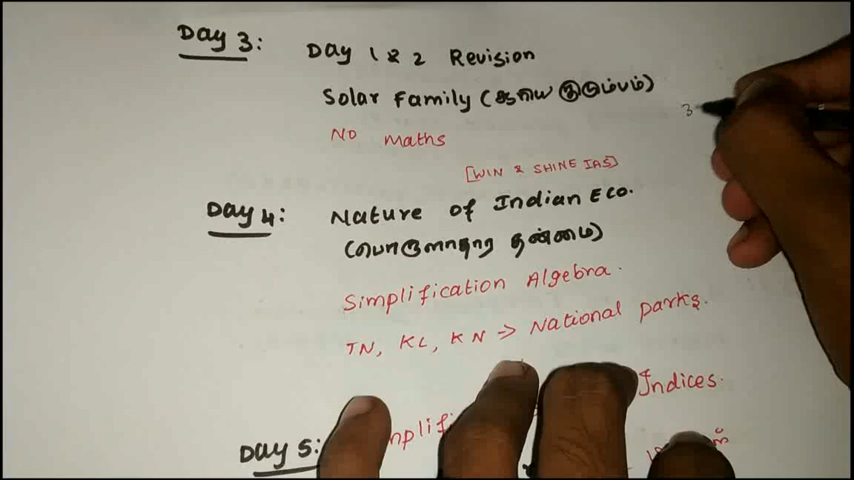 Day 3: Day 1 & 2 Revision
Solar Family (சூரிய குடும்பம்)
No Maths
[WIN & SHINE IAS]
Day 4: Nature of Indian Eco.
(பொருளாதார தன்மை)
Simplification Algebra.
TN, KL, KN → National parks.
Indices.
Day 5:
3